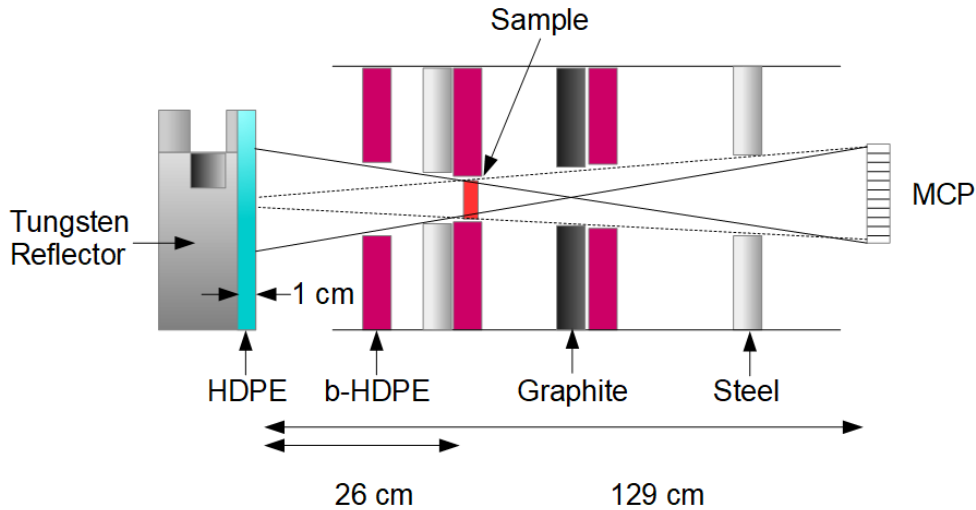 Sample
Tungsten
Reflector
MCP
1 cm
HDPE
b-HDPE
Graphite
Steel
26 cm
129 cm